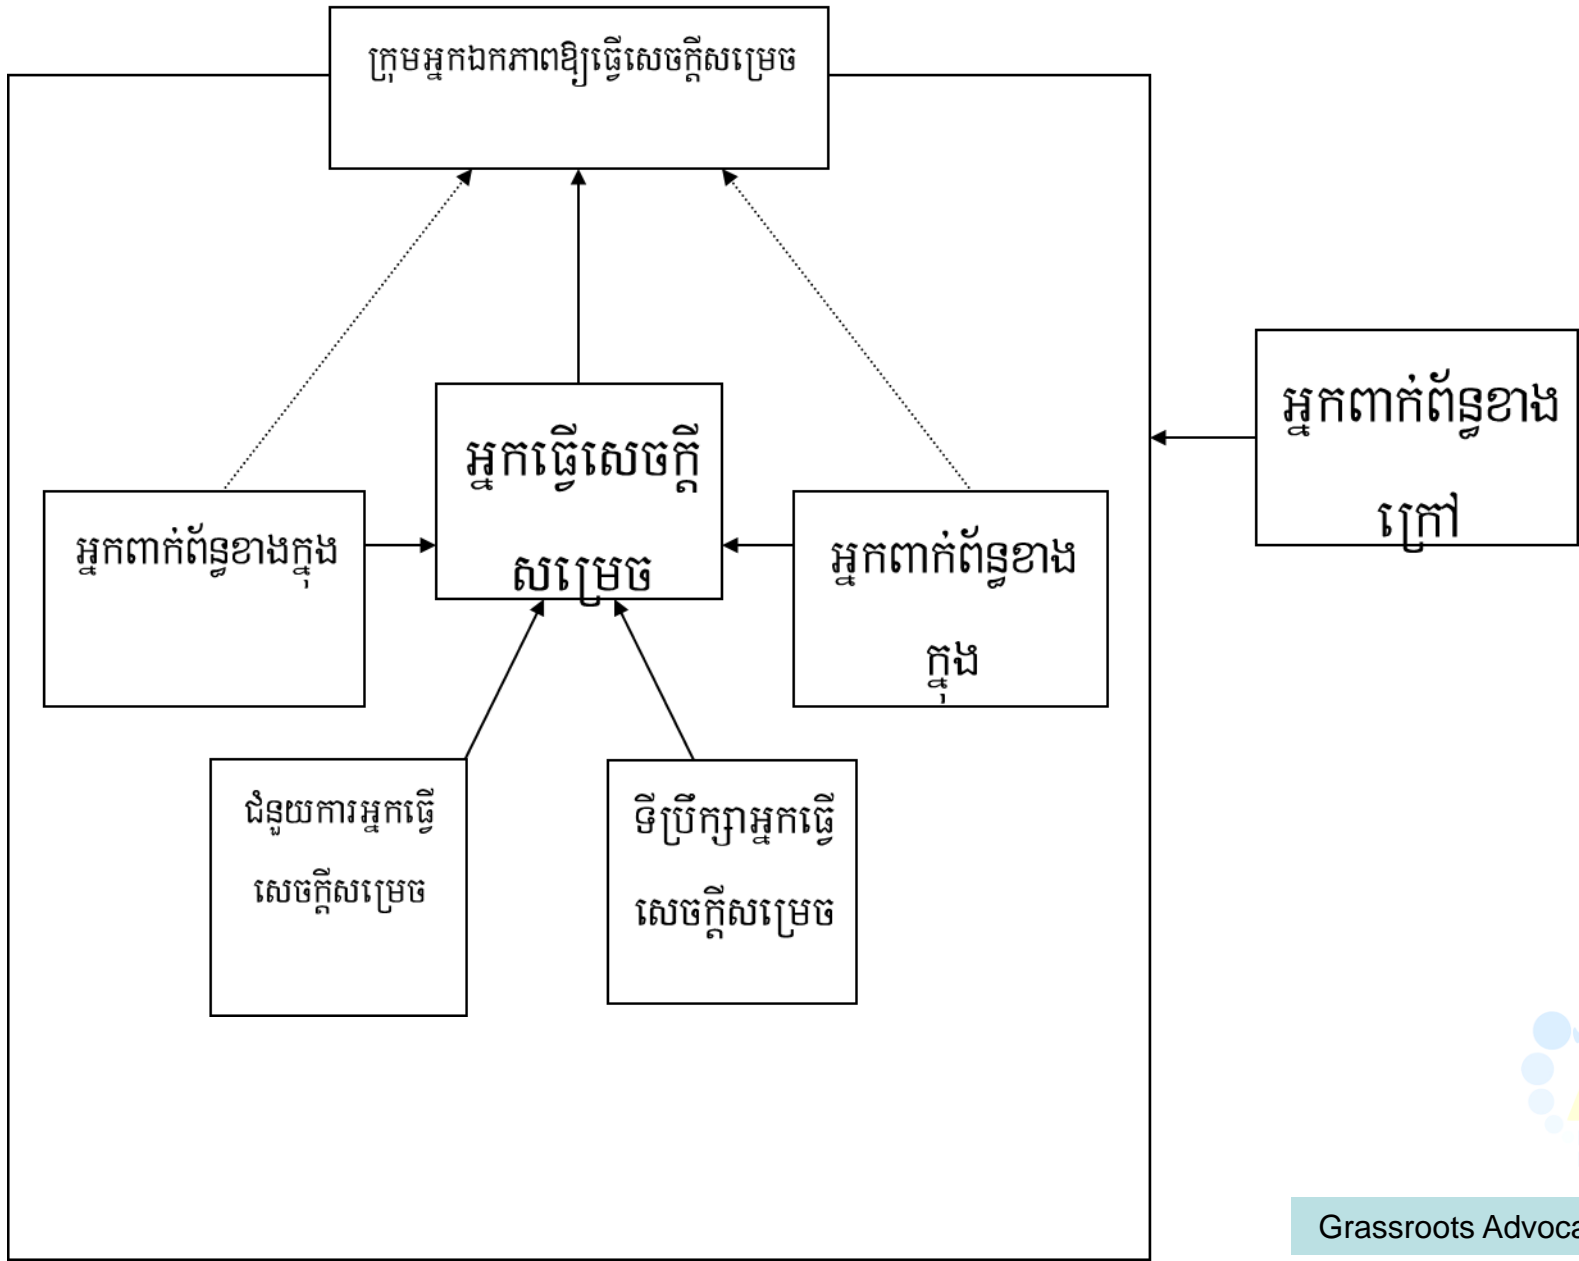 ក្រុមអ្នកឯកភាពឱ្យធ្វើសេចក្តីសម្រេច
អ្នកធ្វើសេចក្តី
សម្រេច
អ្នកពាក់ព័ន្ធខាងក្នុង
អ្នកពាក់ព័ន្ធខាង
ក្នុង
អ្នកពាក់ព័ន្ធខាង
ក្រៅ
ជំនួយការអ្នកធ្វើ
សេចក្តីសម្រេច
ទីប្រឹក្សាអ្នកធ្វើ
សេចក្តីសម្រេច
Grassroots Advoca